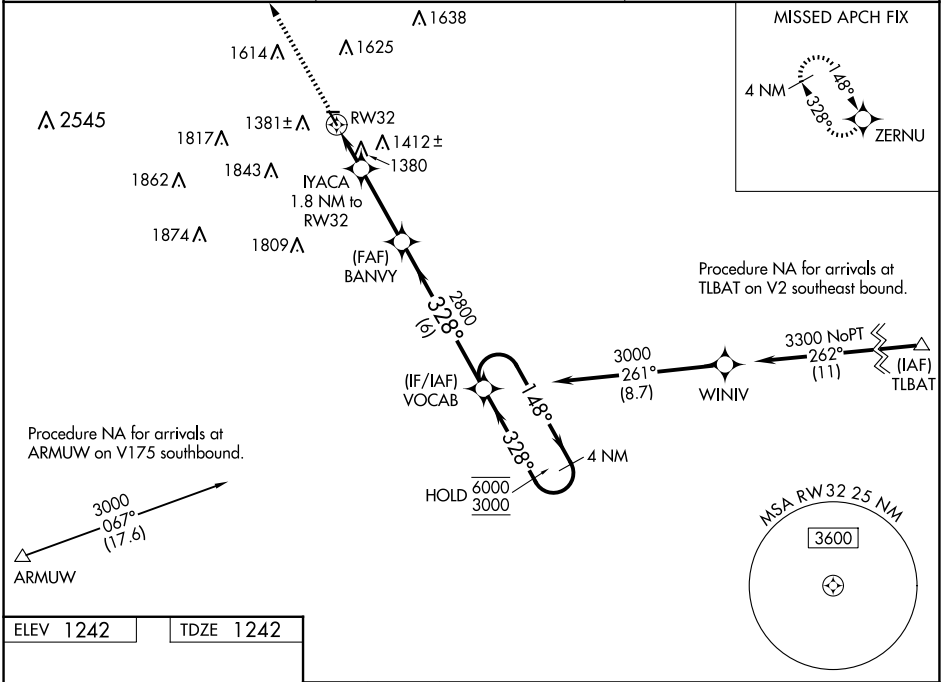 1638
MISSED APCH FIX
1614
1625
4 NM
148°
328°
ZERNU
2545
1381±
RW32
1817
1412±
1380
1862
1843
IYACA
1.8 NM to
RW32
1874
1809
(FAF)
BANVY
Procedure NA for arrivals at
TLBAT on V2 southeast bound.
2800
328°
(6)
3300 NoPT
262°
(11)
(IAF)
TLBAT
3000
261°
(8.7)
WINIV
(IF/IAF)
VOCAB
148°
328°
4 NM
HOLD 6000
3000
Procedure NA for arrivals at
ARMUW on V175 southbound.
3000
067°
(17.6)
ARMUW
MSA RW32 25 NM
3600
ELEV 1242
TDZE 1242